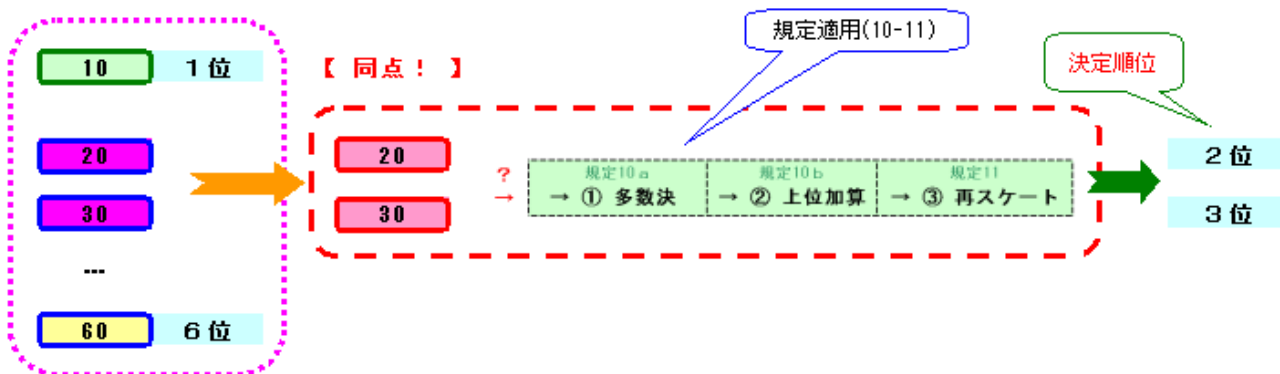 規定適用(10-11)
決定順位
10 1位
【 同点! 】
20
30
...
60 6位
20
30
?
→
規定10a
→ ① 多数決
規定10b
→ ② 上位加算
規定11
→ ③ 再スケート
2位
3位